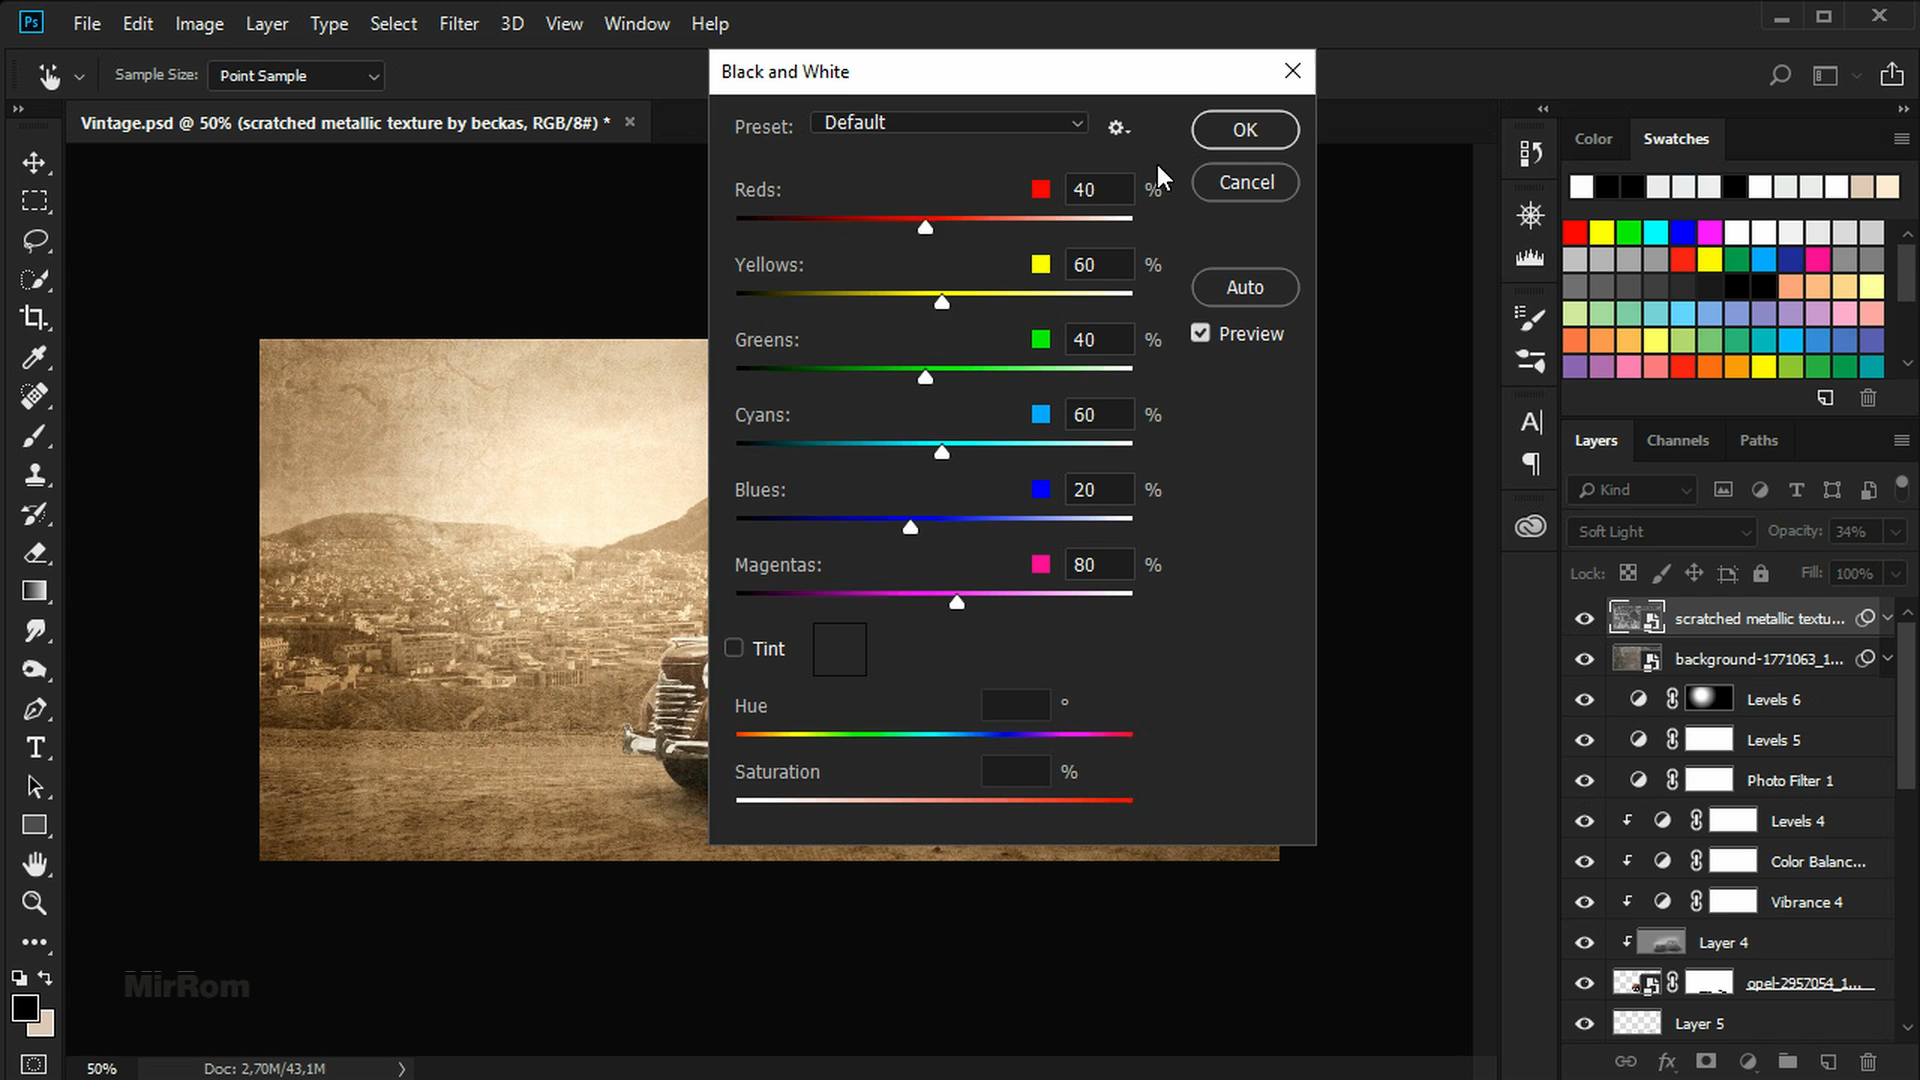 Ps File Edit Image Layer Type Select Filter 3D View Window Help
Sample Size: Point Sample
Vintage.psd @ 50% (scratched metallic texture by beckas, RGB/8#) *
Black and White
Preset: Default
OK
Cancel
Auto
Preview
Reds: 40 %
Yellows: 60 %
Greens: 40 %
Cyans: 60 %
Blues: 20 %
Magentas: 80 %
Tint
Hue °
Saturation %
Color Swatches
Layers Channels Paths
Kind
Soft Light Opacity: 34%
Lock: Fill: 100%
scratched metallic textu...
background-1771063_1...
Levels 6
Levels 5
Photo Filter 1
Levels 4
Color Balanc...
Vibrance 4
Layer 4
opel-2957054_1...
Layer 5
MirRom
50% Doc: 2,70M/43,1M